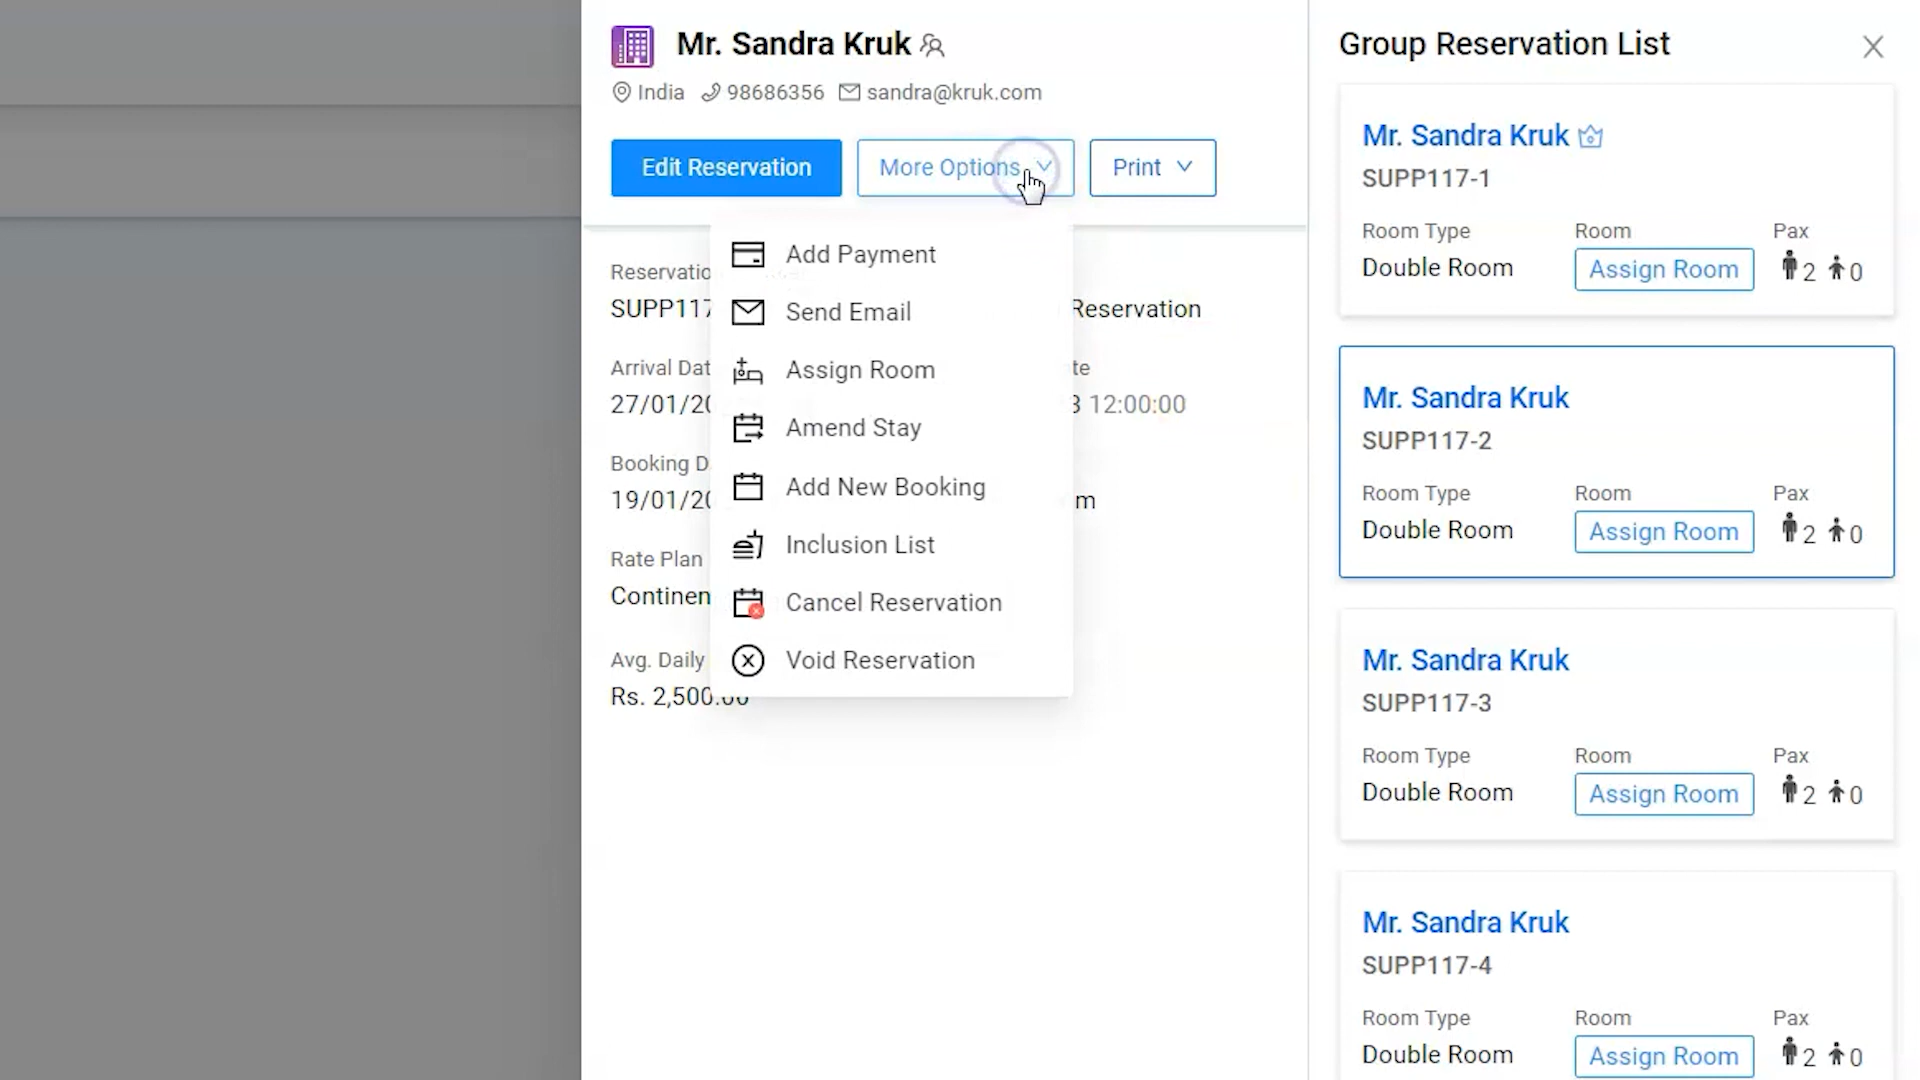 Mr. Sandra Kruk
India 98686356 sandra@kruk.com
Edit Reservation
More Options
Print
Add Payment
Send Email
Assign Room
Amend Stay
Add New Booking
Inclusion List
Cancel Reservation
Void Reservation
SUPP117
Reservation
Arrival
27/01/20
12:00:00
Booking
19/01/20
Rate Plan
Avg. Daily
Rs. 2,500.00
Group Reservation List
Mr. Sandra Kruk
SUPP117-1
Room Type Room Pax
Double Room Assign Room 2 0
Mr. Sandra Kruk
SUPP117-2
Room Type Room Pax
Double Room Assign Room 2 0
Mr. Sandra Kruk
SUPP117-3
Room Type Room Pax
Double Room Assign Room 2 0
Mr. Sandra Kruk
SUPP117-4
Room Type Room Pax
Double Room Assign Room 2 0